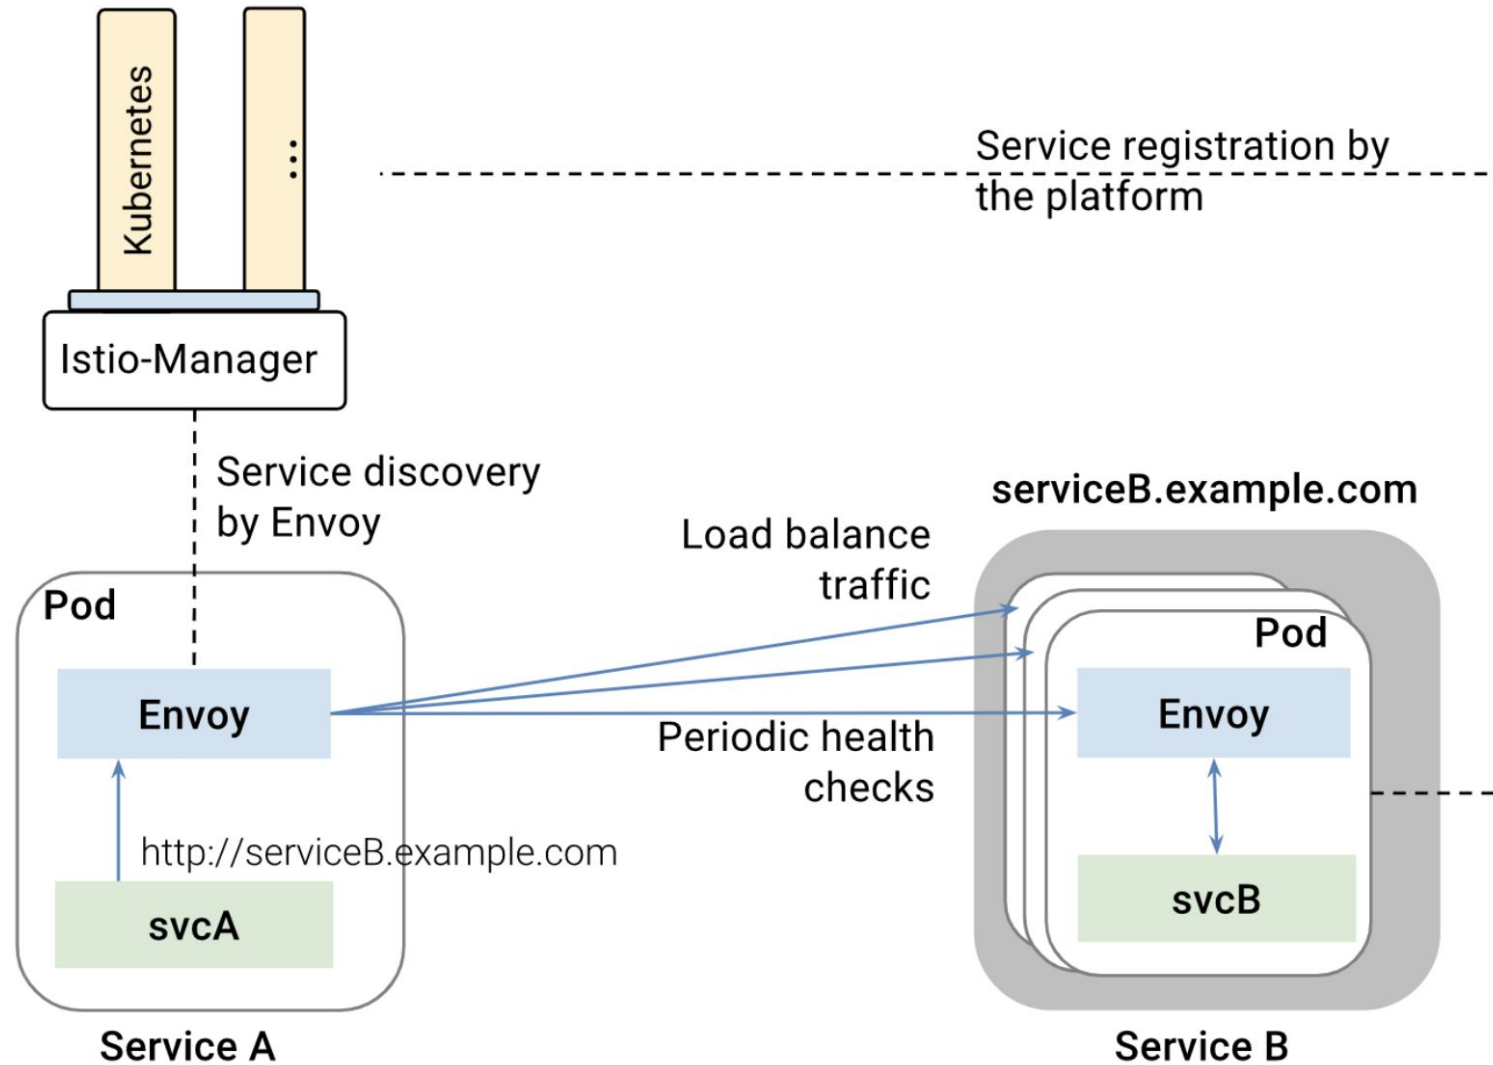 Kubernetes
...
Service registration by
the platform
Istio-Manager
Service discovery
by Envoy
serviceB.example.com
Load balance
traffic
Pod
Pod
Envoy
Envoy
Periodic health
checks
http://serviceB.example.com
svcA
svcB
Service A
Service B